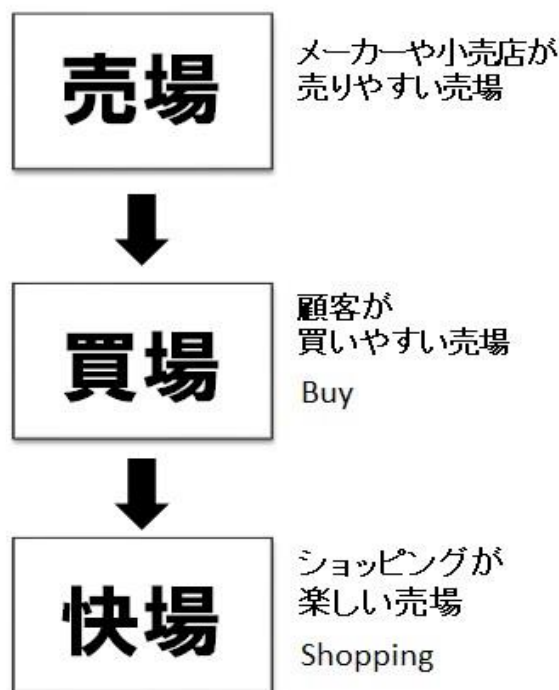 売場
メーカーや小売店が
売りやすい売場
買場
顧客が
買いやすい売場
Buy
快場
ショッピングが
楽しい売場
Shopping